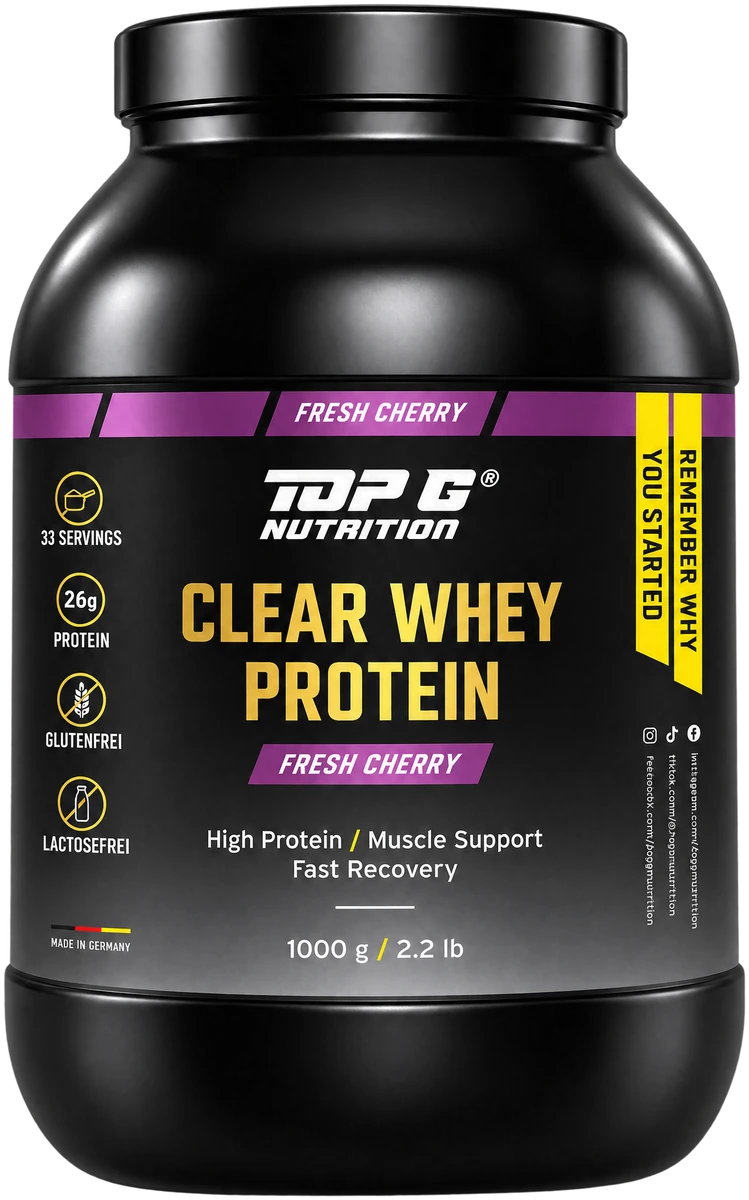 FRESH CHERRY
TOP G®
NUTRITION
CLEAR WHEY
PROTEIN
FRESH CHERRY
High Protein / Muscle Support
Fast Recovery
1000 g / 2.2 lb
33 SERVINGS
26g
PROTEIN
GLUTENFREI
LACTOSEFREI
MADE IN GERMANY
REMEMBER WHY
YOU STARTED